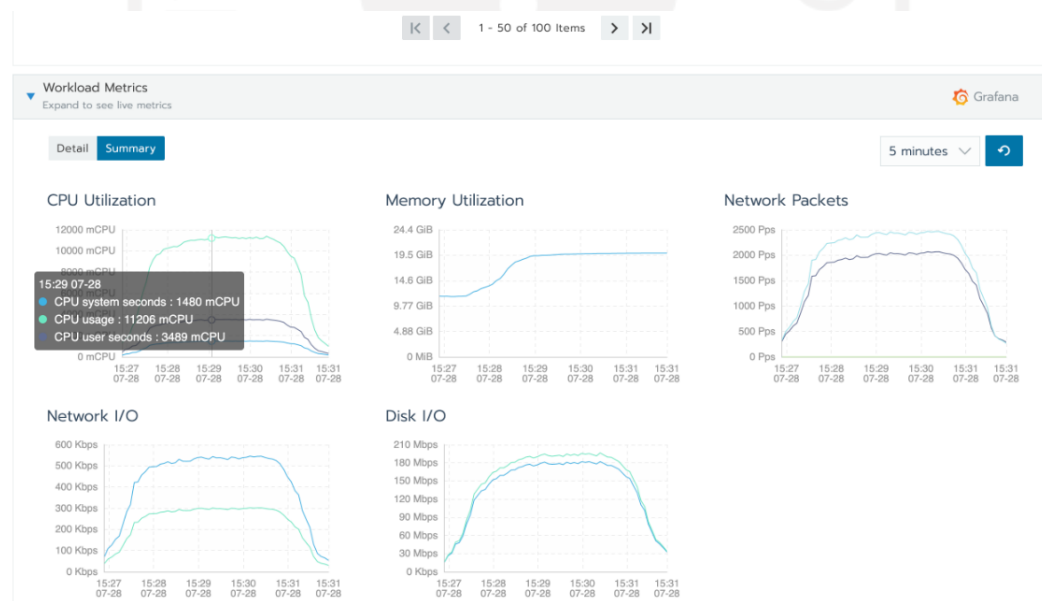 1 - 50 of 100 Items
Workload Metrics
Expand to see live metrics
Grafana
Detail
Summary
5 minutes
CPU Utilization
12000 mCPU
10000 mCPU
8000 mCPU
0 mCPU
15:29 07-28
CPU system seconds : 1480 mCPU
CPU usage : 11206 mCPU
CPU user seconds : 3489 mCPU
15:27 15:28 15:29 15:30 15:31 15:31
07-28 07-28 07-28 07-28 07-28 07-28
Memory Utilization
24.4 GiB
19.5 GiB
14.6 GiB
9.77 GiB
4.88 GiB
0 MiB
15:27 15:28 15:29 15:30 15:31 15:31
07-28 07-28 07-28 07-28 07-28 07-28
Network Packets
2500 Pps
2000 Pps
1500 Pps
1000 Pps
500 Pps
0 Pps
15:27 15:28 15:29 15:30 15:31 15:31
07-28 07-28 07-28 07-28 07-28 07-28
Network I/O
600 Kbps
500 Kbps
400 Kbps
300 Kbps
200 Kbps
100 Kbps
0 Kbps
15:27 15:28 15:29 15:30 15:31 15:31
07-28 07-28 07-28 07-28 07-28 07-28
Disk I/O
210 Mbps
180 Mbps
150 Mbps
120 Mbps
90 Mbps
60 Mbps
30 Mbps
0 Kbps
15:27 15:28 15:29 15:30 15:31 15:31
07-28 07-28 07-28 07-28 07-28 07-28